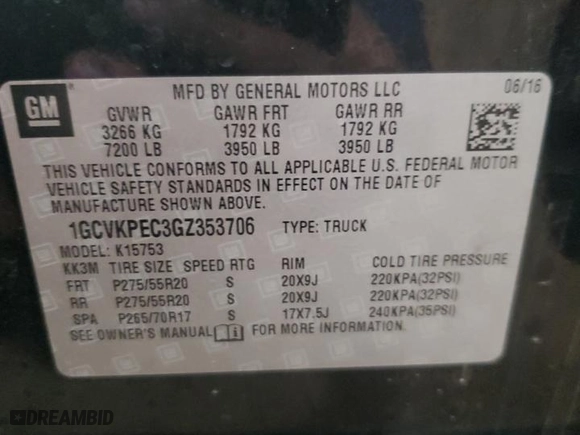 GM
MFD BY GENERAL MOTORS LLC 06/16
GVWR GAWR FRT GAWR RR
3266 KG 1792 KG 1792 KG
7200 LB 3950 LB 3950 LB
THIS VEHICLE CONFORMS TO ALL APPLICABLE U.S. FEDERAL MOTOR
VEHICLE SAFETY STANDARDS IN EFFECT ON THE DATE OF
MANUFACTURE SHOWN ABOVE.
1GCVKPEC3GZ353706 TYPE: TRUCK
MODEL: K15753
KK3M TIRE SIZE SPEED RTG RIM COLD TIRE PRESSURE
FRT P275/55R20 S 20X9J 220KPA(32PSI)
RR P275/55R20 S 20X9J 220KPA(32PSI)
SPA P265/70R17 S 17X7.5J 240KPA(35PSI)
SEE OWNER'S MANUAL FOR MORE INFORMATION.
DREAMBID